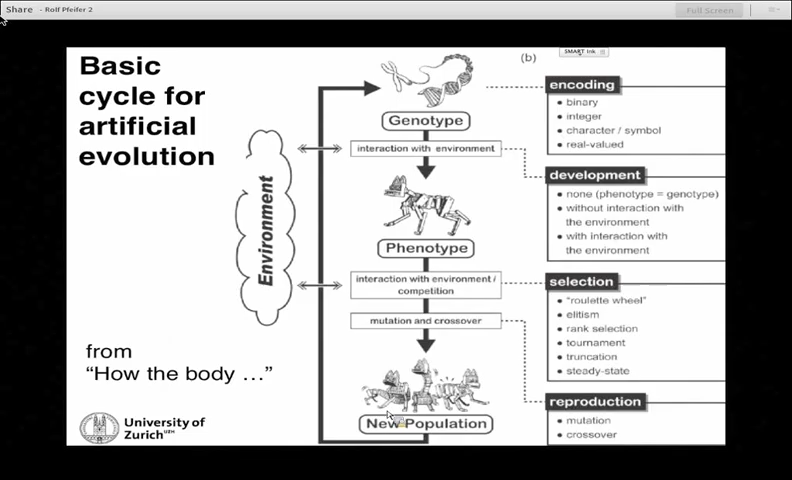 Share - Rolf Pfeifer 2
Full Screen
SMART Ink
Basic
cycle for
artificial
evolution
(b)
Genotype
interaction with environment
Environment
Phenotype
interaction with environment /
competition
mutation and crossover
New Population
encoding
• binary
• integer
• character / symbol
• real-valued
development
• none (phenotype = genotype)
• without interaction with
the environment
• with interaction with
the environment
selection
• "roulette wheel"
• elitism
• rank selection
• tournament
• truncation
• steady-state
reproduction
• mutation
• crossover
from
“How the body ...”
University of
Zurich UZH